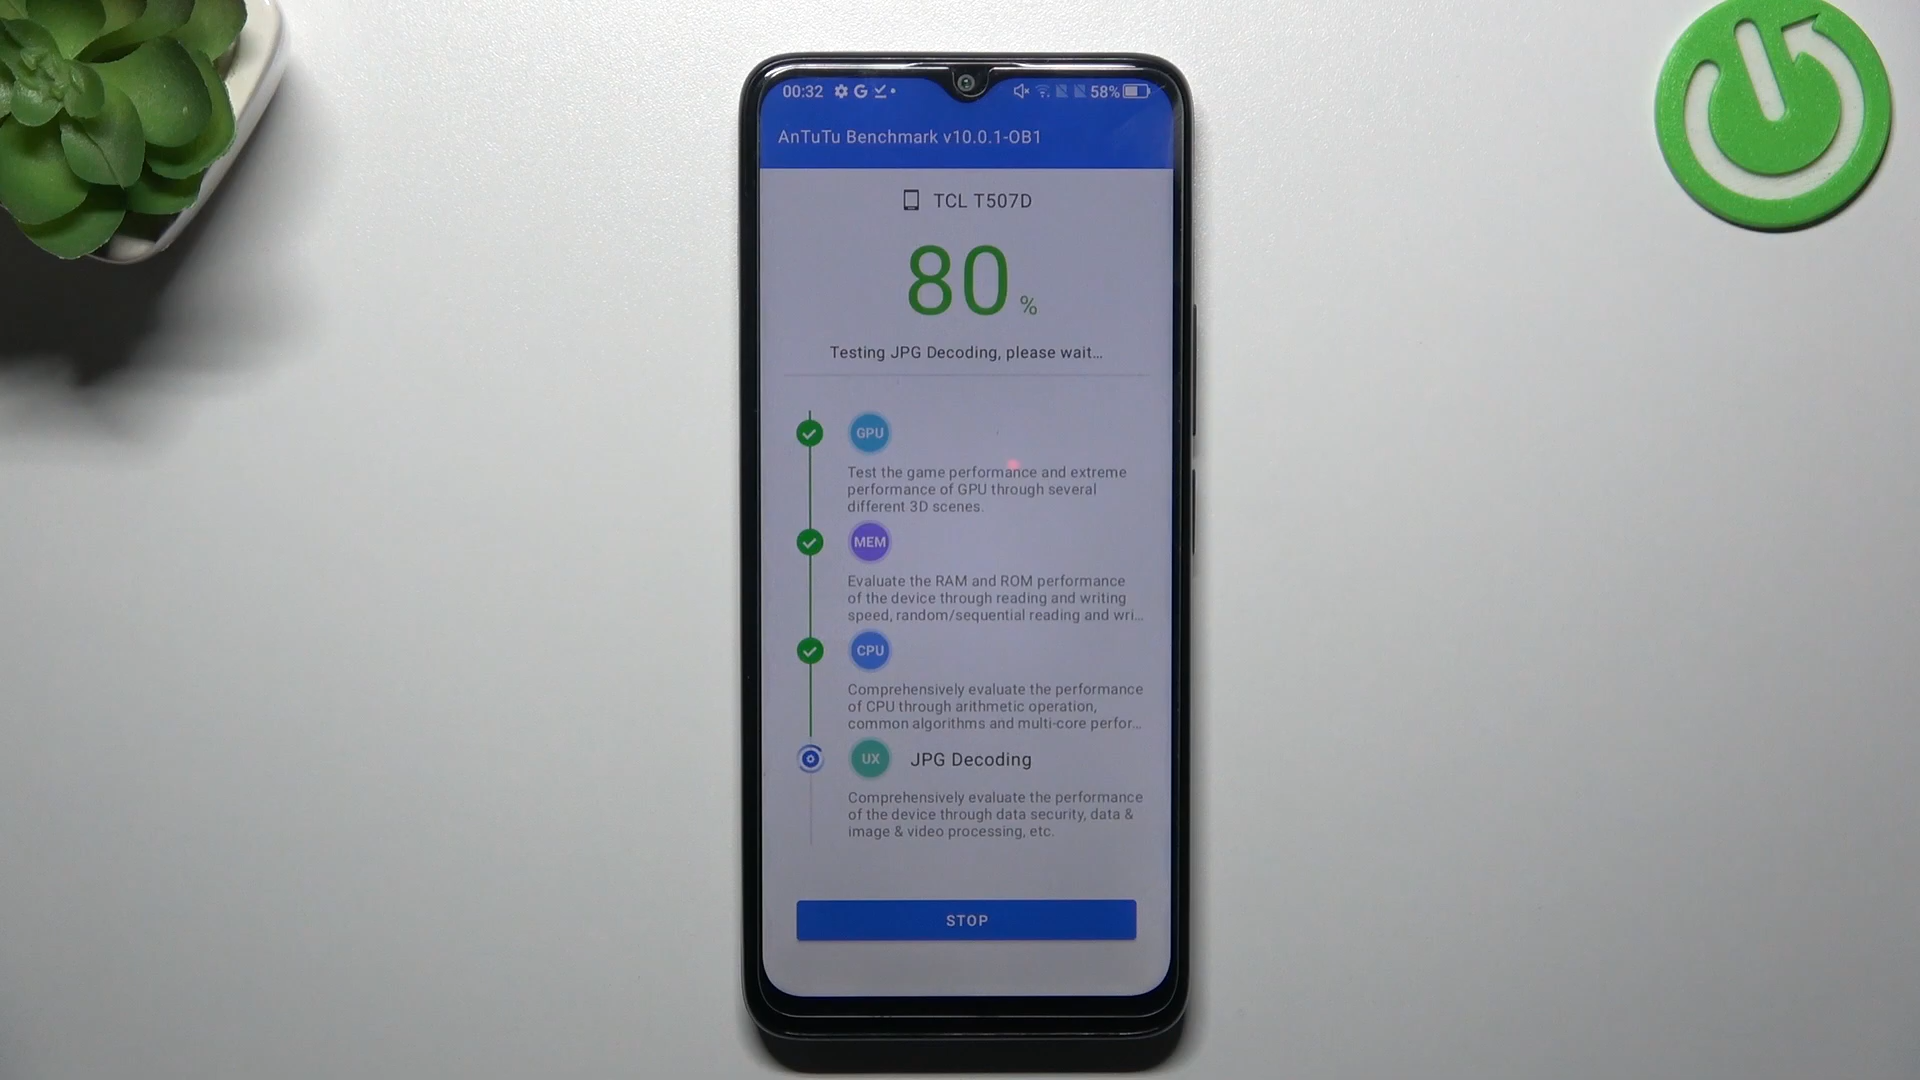 00:32 G 58%
AnTuTu Benchmark v10.0.1-OB1
TCL T507D
80 %
Testing JPG Decoding, please wait...
GPU
Test the game performance and extreme
performance of GPU through several
different 3D scenes.
MEM
Evaluate the RAM and ROM performance
of the device through reading and writing
speed, random/sequential reading and wri...
CPU
Comprehensively evaluate the performance
of CPU through arithmetic operation,
common algorithms and multi-core perfor...
UX JPG Decoding
Comprehensively evaluate the performance
of the device through data security, data &
image & video processing, etc.
STOP